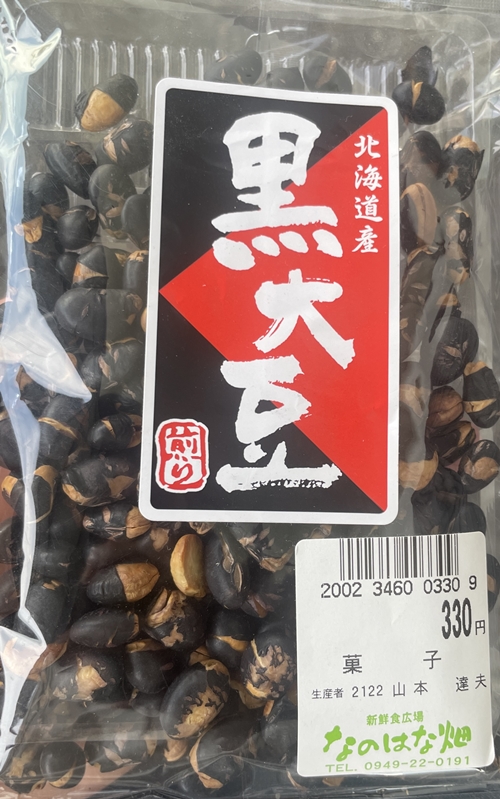 北海道産
黒大豆
煎り
2002 3460 0330 9
330円
菓子
生産者 2122 山本 達夫
新鮮食広場
なのはな畑
TEL. 0949-22-0191